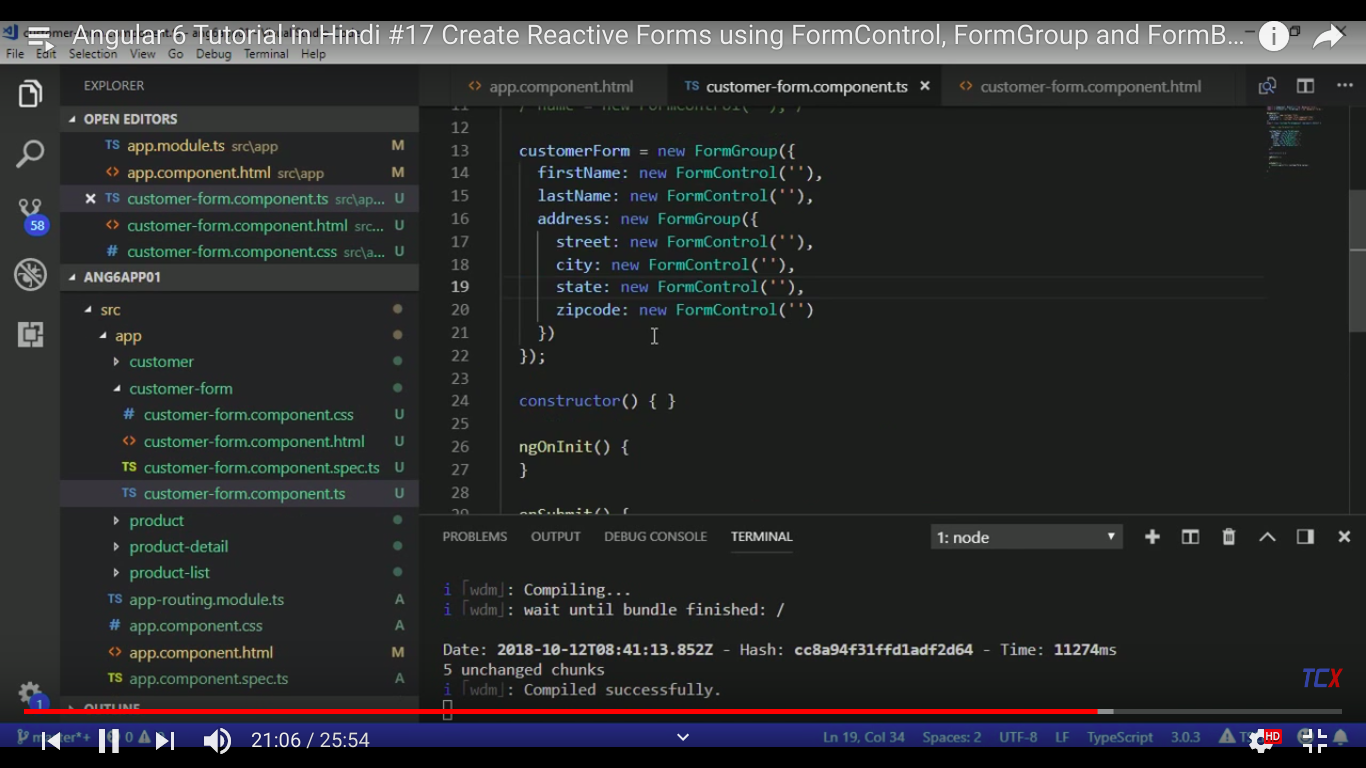 Angular 6 Tutorial in Hindi #17 Create Reactive Forms using FormControl, FormGroup and FormB...
File Edit Selection View Go Debug Terminal Help
EXPLORER
OPEN EDITORS
TS app.module.ts src\app M
<> app.component.html src\app M
× TS customer-form.component.ts src\ap... U
<> customer-form.component.html src... U
# customer-form.component.css src\a... U
ANG6APP01
src
app
customer
customer-form
# customer-form.component.css U
<> customer-form.component.html U
TS customer-form.component.spec.ts U
TS customer-form.component.ts U
product
product-detail
product-list
TS app-routing.module.ts A
# app.component.css A
<> app.component.html M
TS app.component.spec.ts A
OUTLINE
58
1
<> app.component.html
TS customer-form.component.ts ×
<> customer-form.component.html
11
12
13 customerForm = new FormGroup({
14 firstName: new FormControl(''),
15 lastName: new FormControl(''),
16 address: new FormGroup({
17 street: new FormControl(''),
18 city: new FormControl(''),
19 state: new FormControl(''),
20 zipcode: new FormControl('')
21 })
22 });
23
24 constructor() { }
25
26 ngOnInit() {
27 }
28
29 onSubmit() {
PROBLEMS OUTPUT DEBUG CONSOLE TERMINAL
1: node
i ｢wdm｣: Compiling...
i ｢wdm｣: wait until bundle finished: /
Date: 2018-10-12T08:41:13.852Z - Hash: cc8a94f31ffd1adf2d64 - Time: 11274ms
5 unchanged chunks
i ｢wdm｣: Compiled successfully.
TCX
21:06 / 25:54
Ln 19, Col 34 Spaces: 2 UTF-8 LF TypeScript 3.0.3
HD